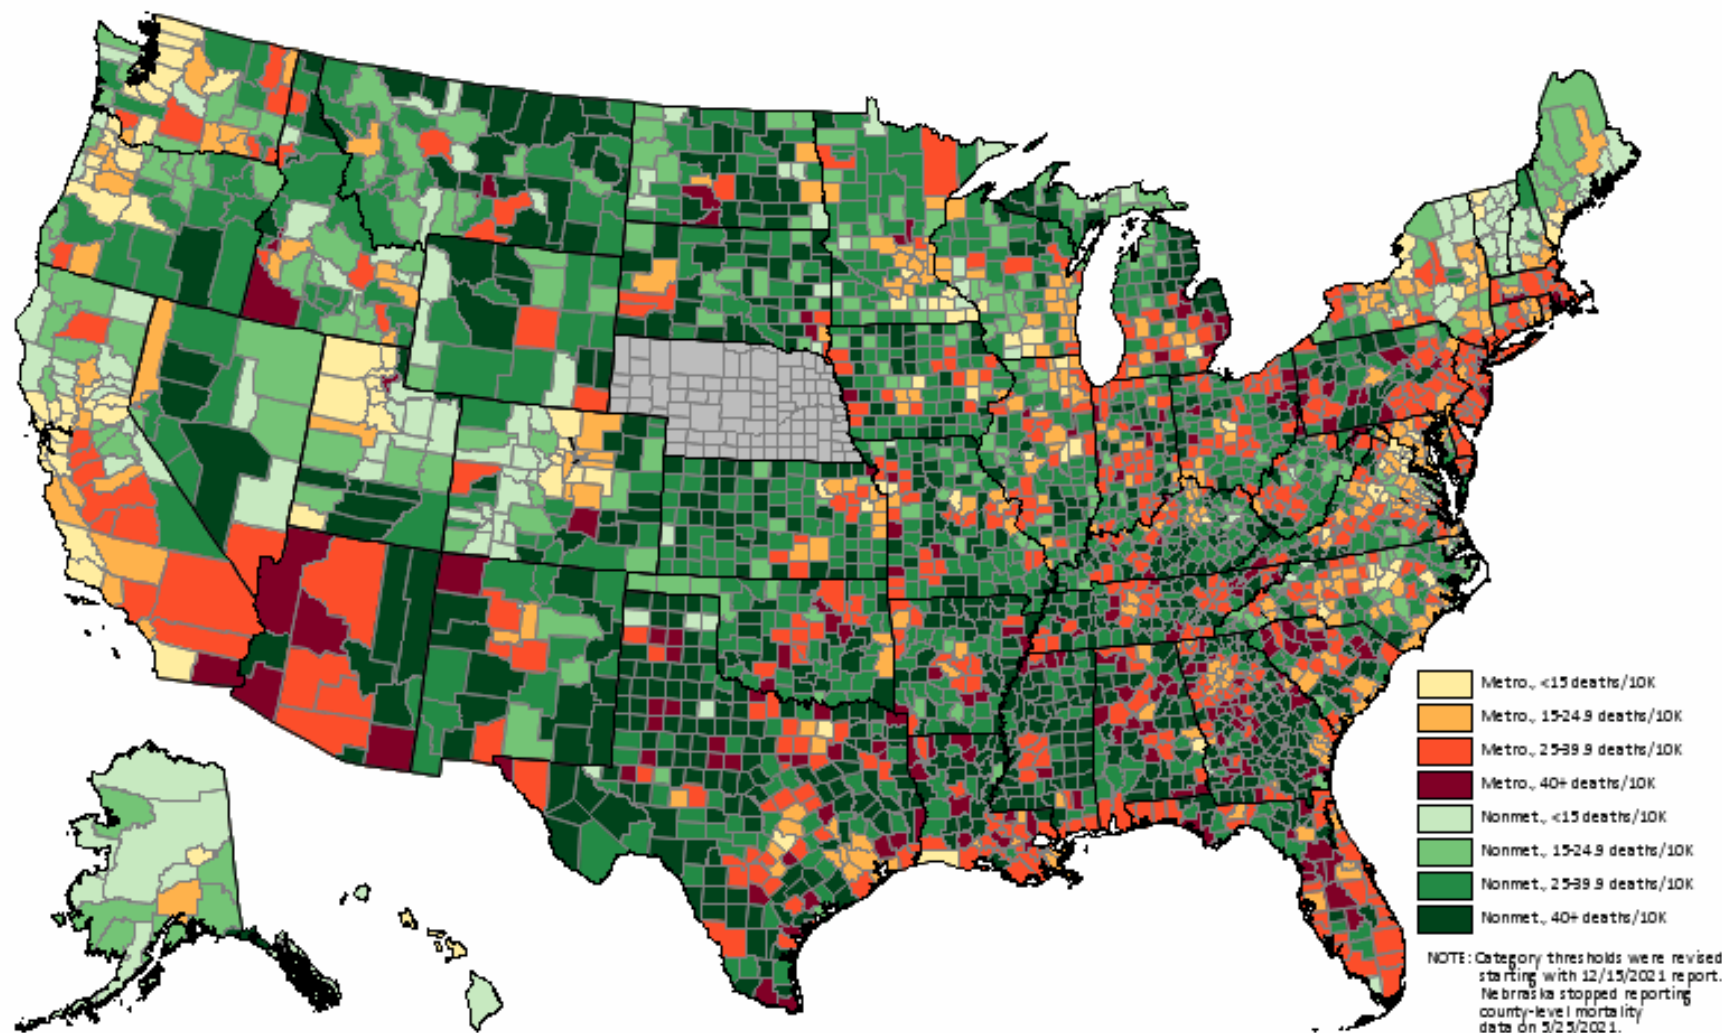 Metro., <15 deaths/10K
Metro., 15-24.9 deaths/10K
Metro., 25-39.9 deaths/10K
Metro., 40+ deaths/10K
Nonmet., <15 deaths/10K
Nonmet., 15-24.9 deaths/10K
Nonmet., 25-39.9 deaths/10K
Nonmet., 40+ deaths/10K
NOTE: Category thresholds were revised
starting with 12/15/2021 report.
Nebraska stopped reporting
county-level mortality
data on 5/25/2021.